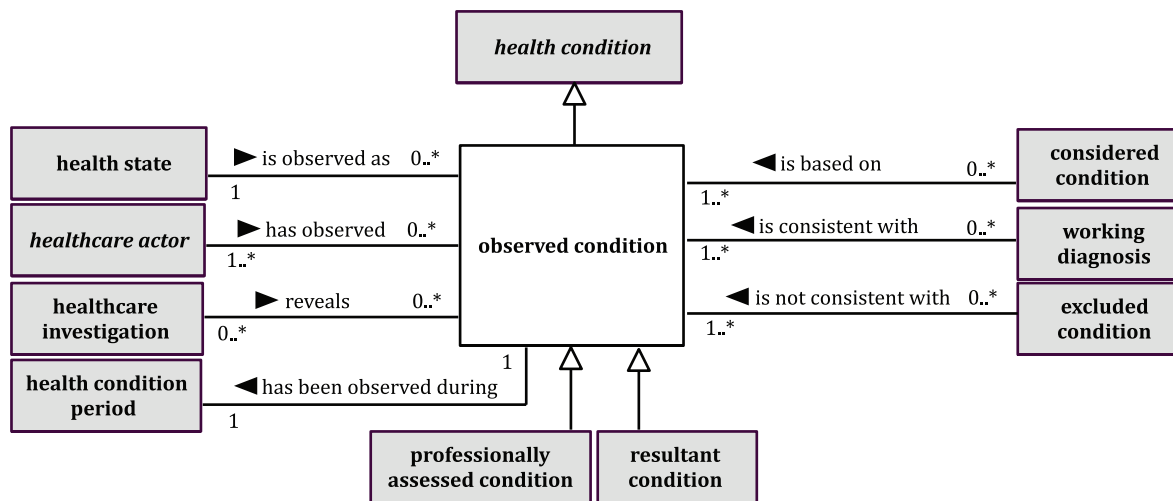 health condition
health state
is observed as 0..*
1
healthcare actor
has observed 0..*
1..*
healthcare
investigation
reveals 0..*
0..*
health condition
period
has been observed during
1
1
observed condition
is based on 0..*
1..*
considered
condition
is consistent with 0..*
1..*
working
diagnosis
is not consistent with 0..*
1..*
excluded
condition
professionally
assessed condition
resultant
condition